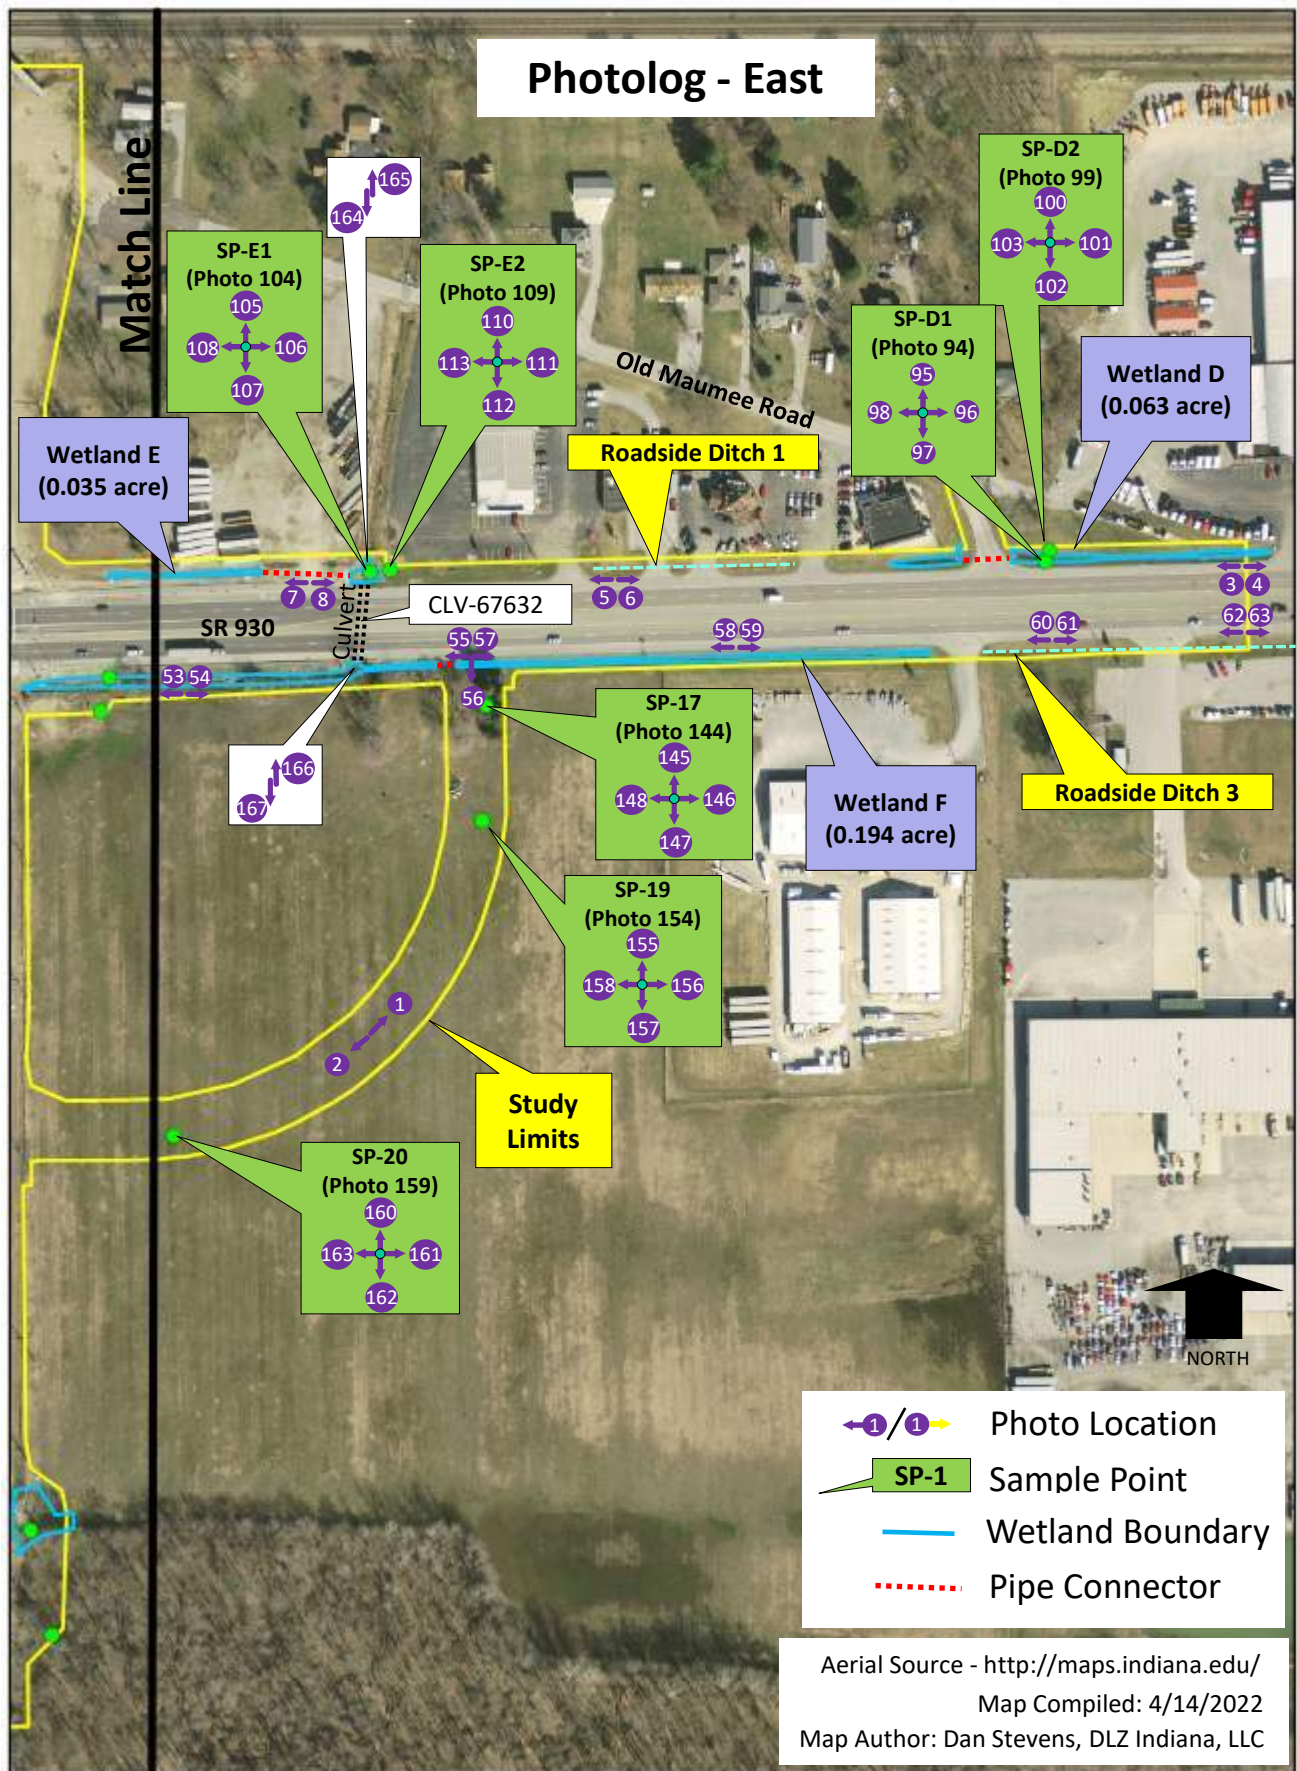 Photolog - East
Match Line
165
164
SP-E1
(Photo 104)
105
108
106
107
SP-E2
(Photo 109)
110
113
111
112
SP-D2
(Photo 99)
100
103
101
102
SP-D1
(Photo 94)
95
98
96
97
Old Maumee Road
Wetland D
(0.063 acre)
Wetland E
(0.035 acre)
Roadside Ditch 1
7
8
5
6
3
4
CLV-67632
Culvert
SR 930
55
57
56
58
59
60
61
62
63
53
54
SP-17
(Photo 144)
145
148
146
147
166
167
Wetland F
(0.194 acre)
Roadside Ditch 3
SP-19
(Photo 154)
155
158
156
157
1
2
Study
Limits
SP-20
(Photo 159)
160
163
161
162
NORTH
1
/
1
Photo Location
SP-1
Sample Point
Wetland Boundary
Pipe Connector
Aerial Source - http://maps.indiana.edu/
Map Compiled: 4/14/2022
Map Author: Dan Stevens, DLZ Indiana, LLC